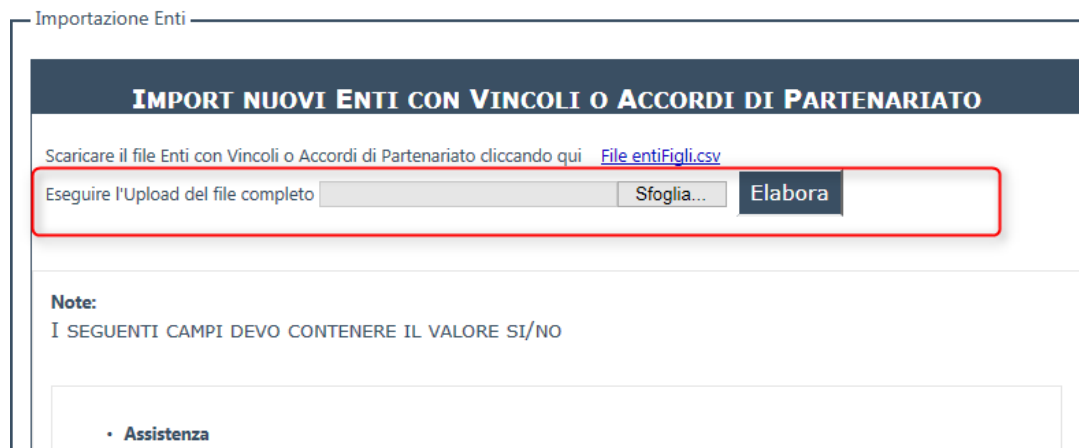 Importazione Enti
IMPORT NUOVI ENTI CON VINCOLI O ACCORDI DI PARTENARIATO
Scaricare il file Enti con Vincoli o Accordi di Partenariato cliccando qui File entiFigli.csv
Eseguire l'Upload del file completo Sfoglia... Elabora
Note:
I SEGUENTI CAMPI DEVO CONTENERE IL VALORE SI/NO
• Assistenza